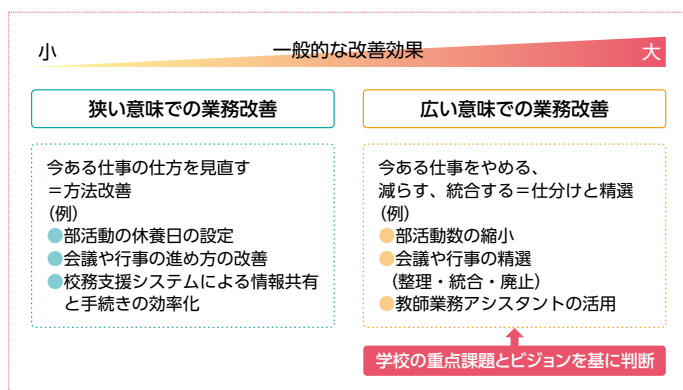 小 一般的な改善効果 大
狭い意味での業務改善
今ある仕事の仕方を見直す
＝方法改善
(例)
●部活動の休養日の設定
●会議や行事の進め方の改善
●校務支援システムによる情報共有
と手続きの効率化
広い意味での業務改善
今ある仕事をやめる、
減らす、統合する＝仕分けと精選
(例)
●部活動数の縮小
●会議や行事の精選
（整理・統合・廃止）
●教師業務アシスタントの活用
学校の重点課題とビジョンを基に判断